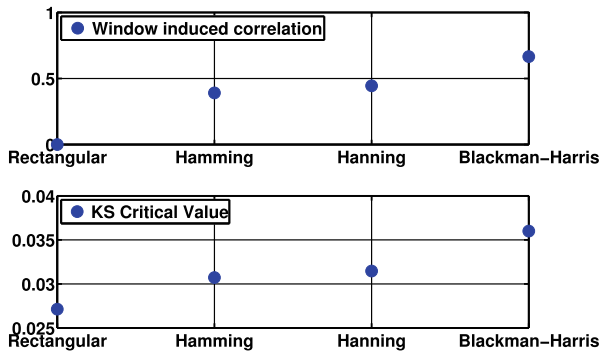 1
Window induced correlation
0.5
0
Rectangular Hamming Hanning Blackman-Harris
0.04
KS Critical Value
0.035
0.03
0.025
Rectangular Hamming Hanning Blackman-Harris